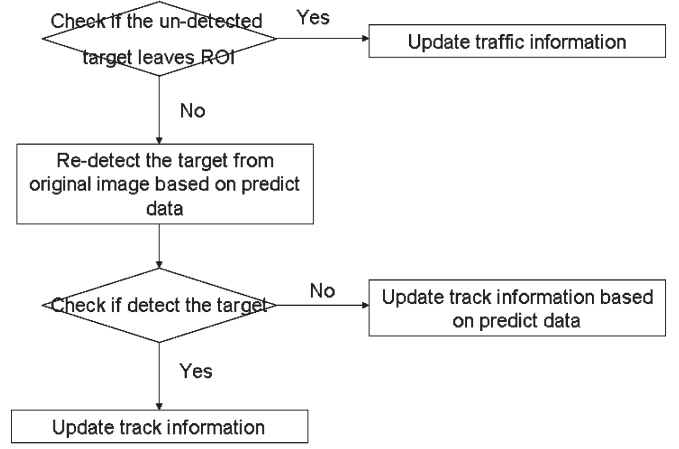 Check if the un-detected
target leaves ROI
Yes
Update traffic information
No
Re-detect the target from
original image based on predict
data
Check if detect the target
No
Update track information based
on predict data
Yes
Update track information